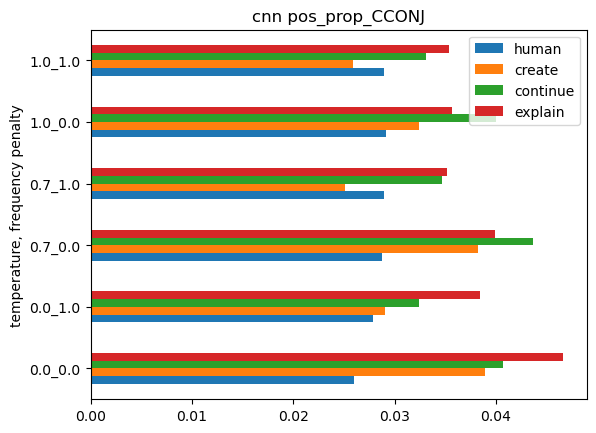 cnn pos_prop_CCONJ
human
create
continue
explain
temperature, frequency penalty
1.0_1.0
1.0_0.0
0.7_1.0
0.7_0.0
0.0_1.0
0.0_0.0
0.00 0.01 0.02 0.03 0.04